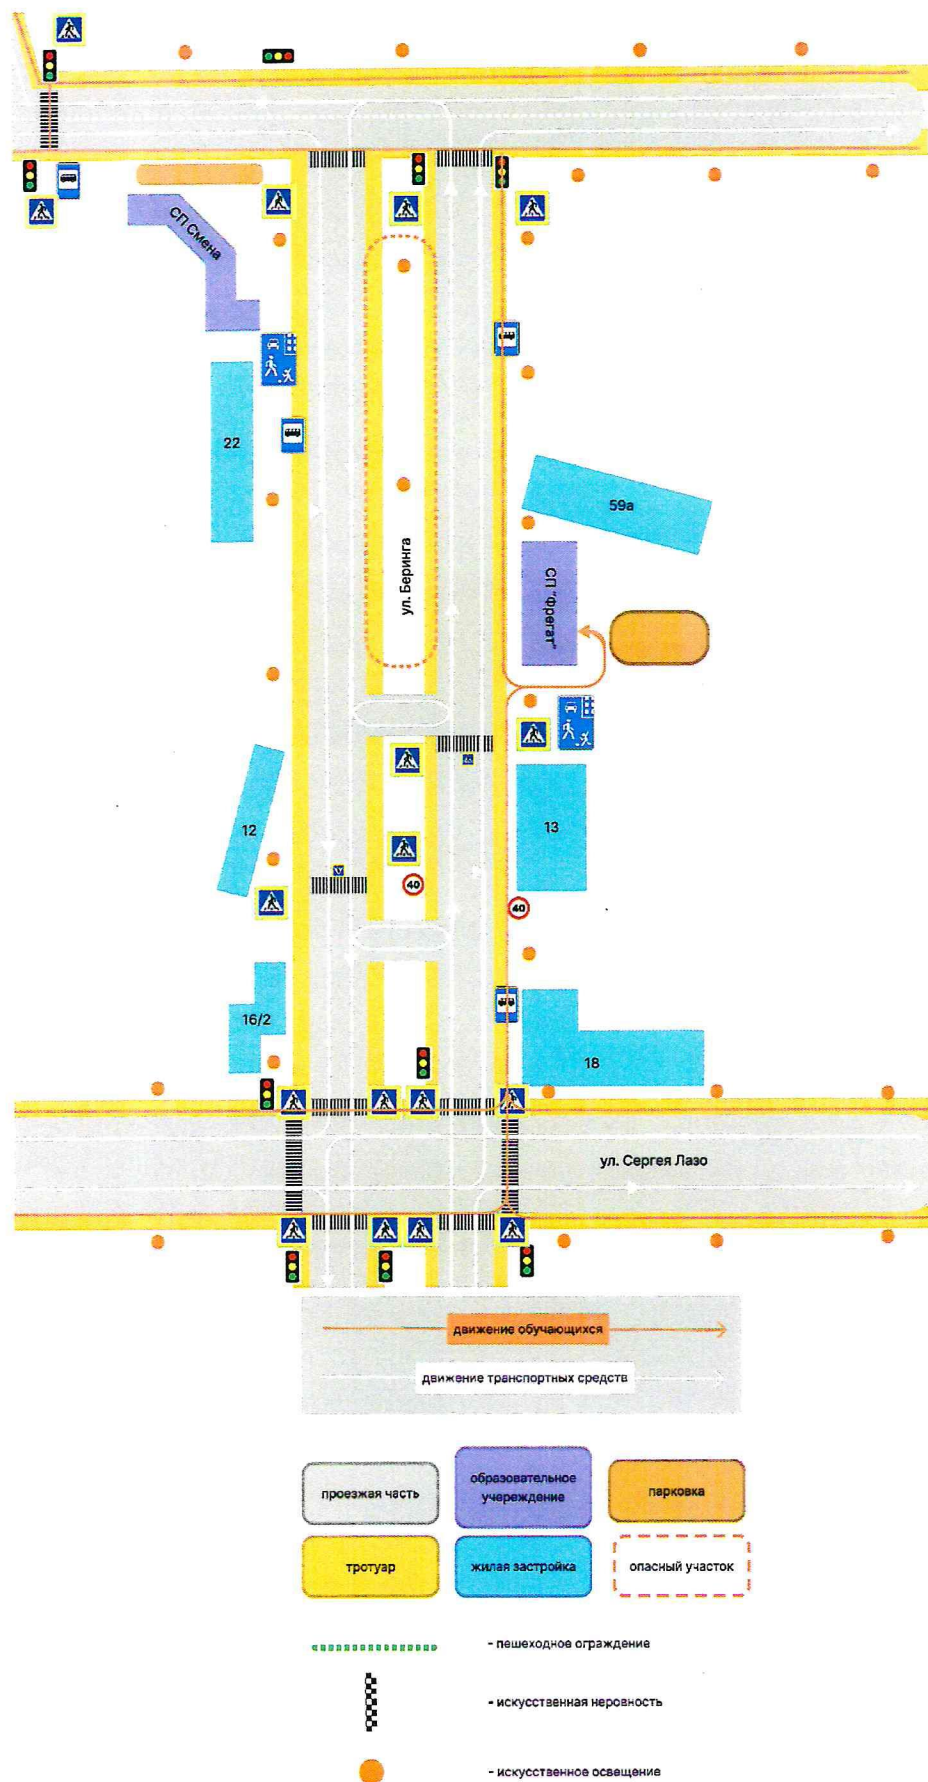 СП Смена
22
59а
ул. Беринга
СП "фрегат"
12
13
40
40
16/2
18
ул. Сергея Лазо
движение обучающихся
движение транспортных средств
проезжая часть
образовательное
учереждение
парковка
тротуар
жилая застройка
опасный участок
- пешеходное ограждение
- искусственная неровность
- искусственное освещение